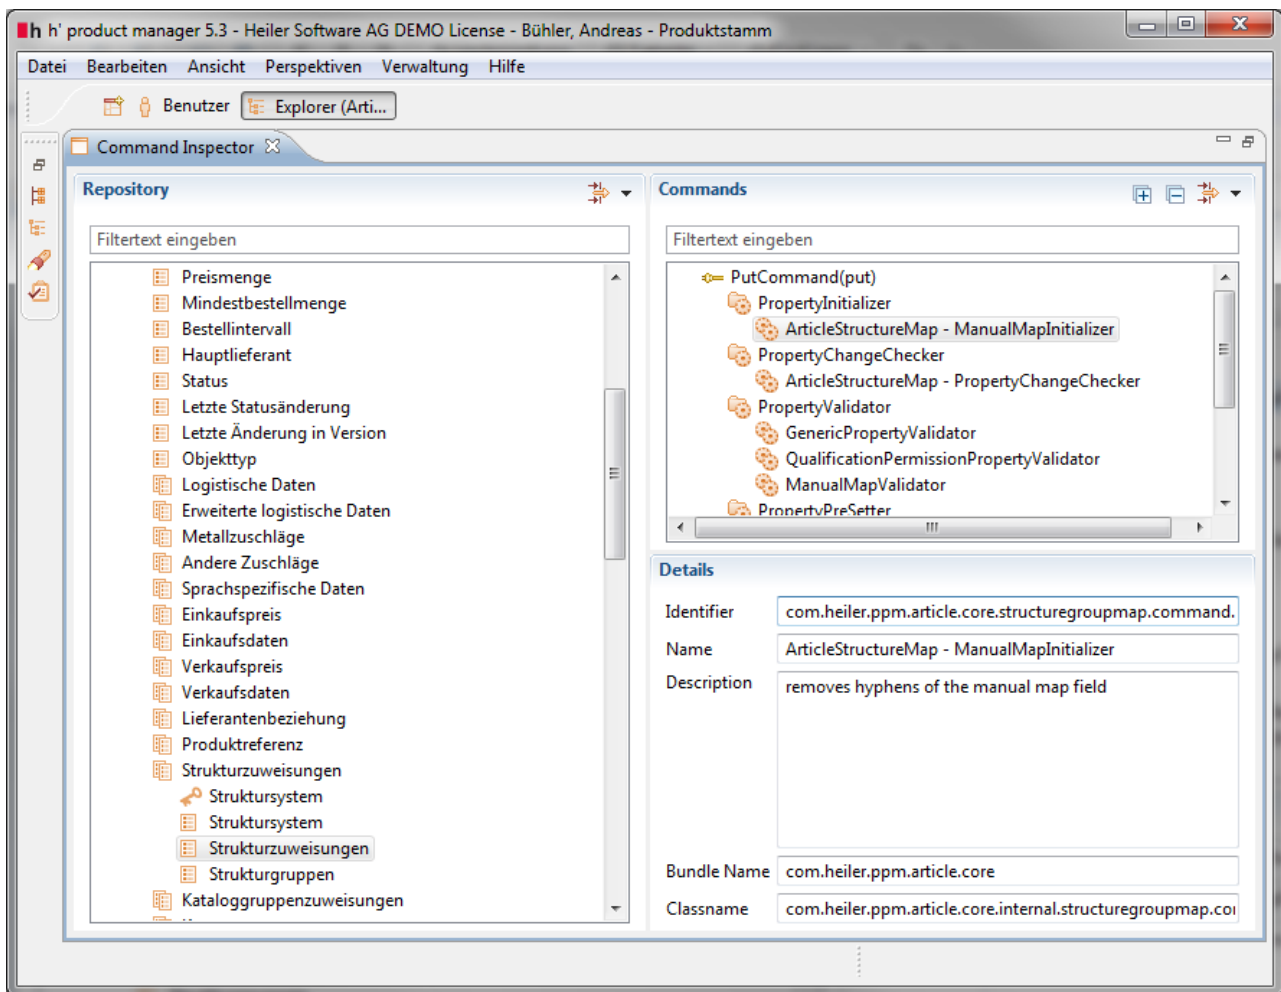 h h' product manager 5.3 - Heiler Software AG DEMO License - Bühler, Andreas - Produktstamm
Datei Bearbeiten Ansicht Perspektiven Verwaltung Hilfe
Benutzer Explorer (Arti...
Command Inspector
Repository
Filtertext eingeben
Preismenge
Mindestbestellmenge
Bestellintervall
Hauptlieferant
Status
Letzte Statusänderung
Letzte Änderung in Version
Objekttyp
Logistische Daten
Erweiterte logistische Daten
Metallzuschläge
Andere Zuschläge
Sprachspezifische Daten
Einkaufspreis
Einkaufsdaten
Verkaufspreis
Verkaufsdaten
Lieferantenbeziehung
Produktreferenz
Strukturzuweisungen
Struktursystem
Struktursystem
Strukturzuweisungen
Strukturgruppen
Kataloggruppenzuweisungen
Commands
Filtertext eingeben
PutCommand(put)
PropertyInitializer
ArticleStructureMap - ManualMapInitializer
PropertyChangeChecker
ArticleStructureMap - PropertyChangeChecker
PropertyValidator
GenericPropertyValidator
QualificationPermissionPropertyValidator
ManualMapValidator
PropertyPreSetter
Details
Identifier com.heiler.ppm.article.core.structuregroupmap.command.
Name ArticleStructureMap - ManualMapInitializer
Description removes hyphens of the manual map field
Bundle Name com.heiler.ppm.article.core
Classname com.heiler.ppm.article.core.internal.structuregroupmap.co